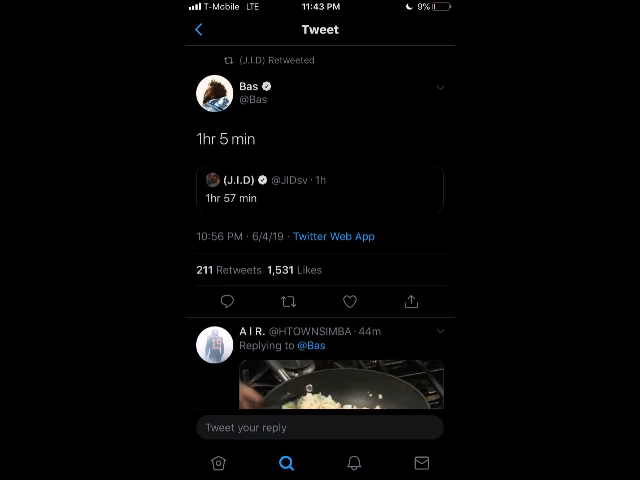 T-Mobile LTE 11:43 PM 9%
Tweet
(J.I.D) Retweeted
Bas
@Bas
1hr 5 min
(J.I.D) @JIDsv · 1h
1hr 57 min
10:56 PM · 6/4/19 · Twitter Web App
211 Retweets 1,531 Likes
A I R. @HTOWNSIMBA · 44m
Replying to @Bas
Tweet your reply